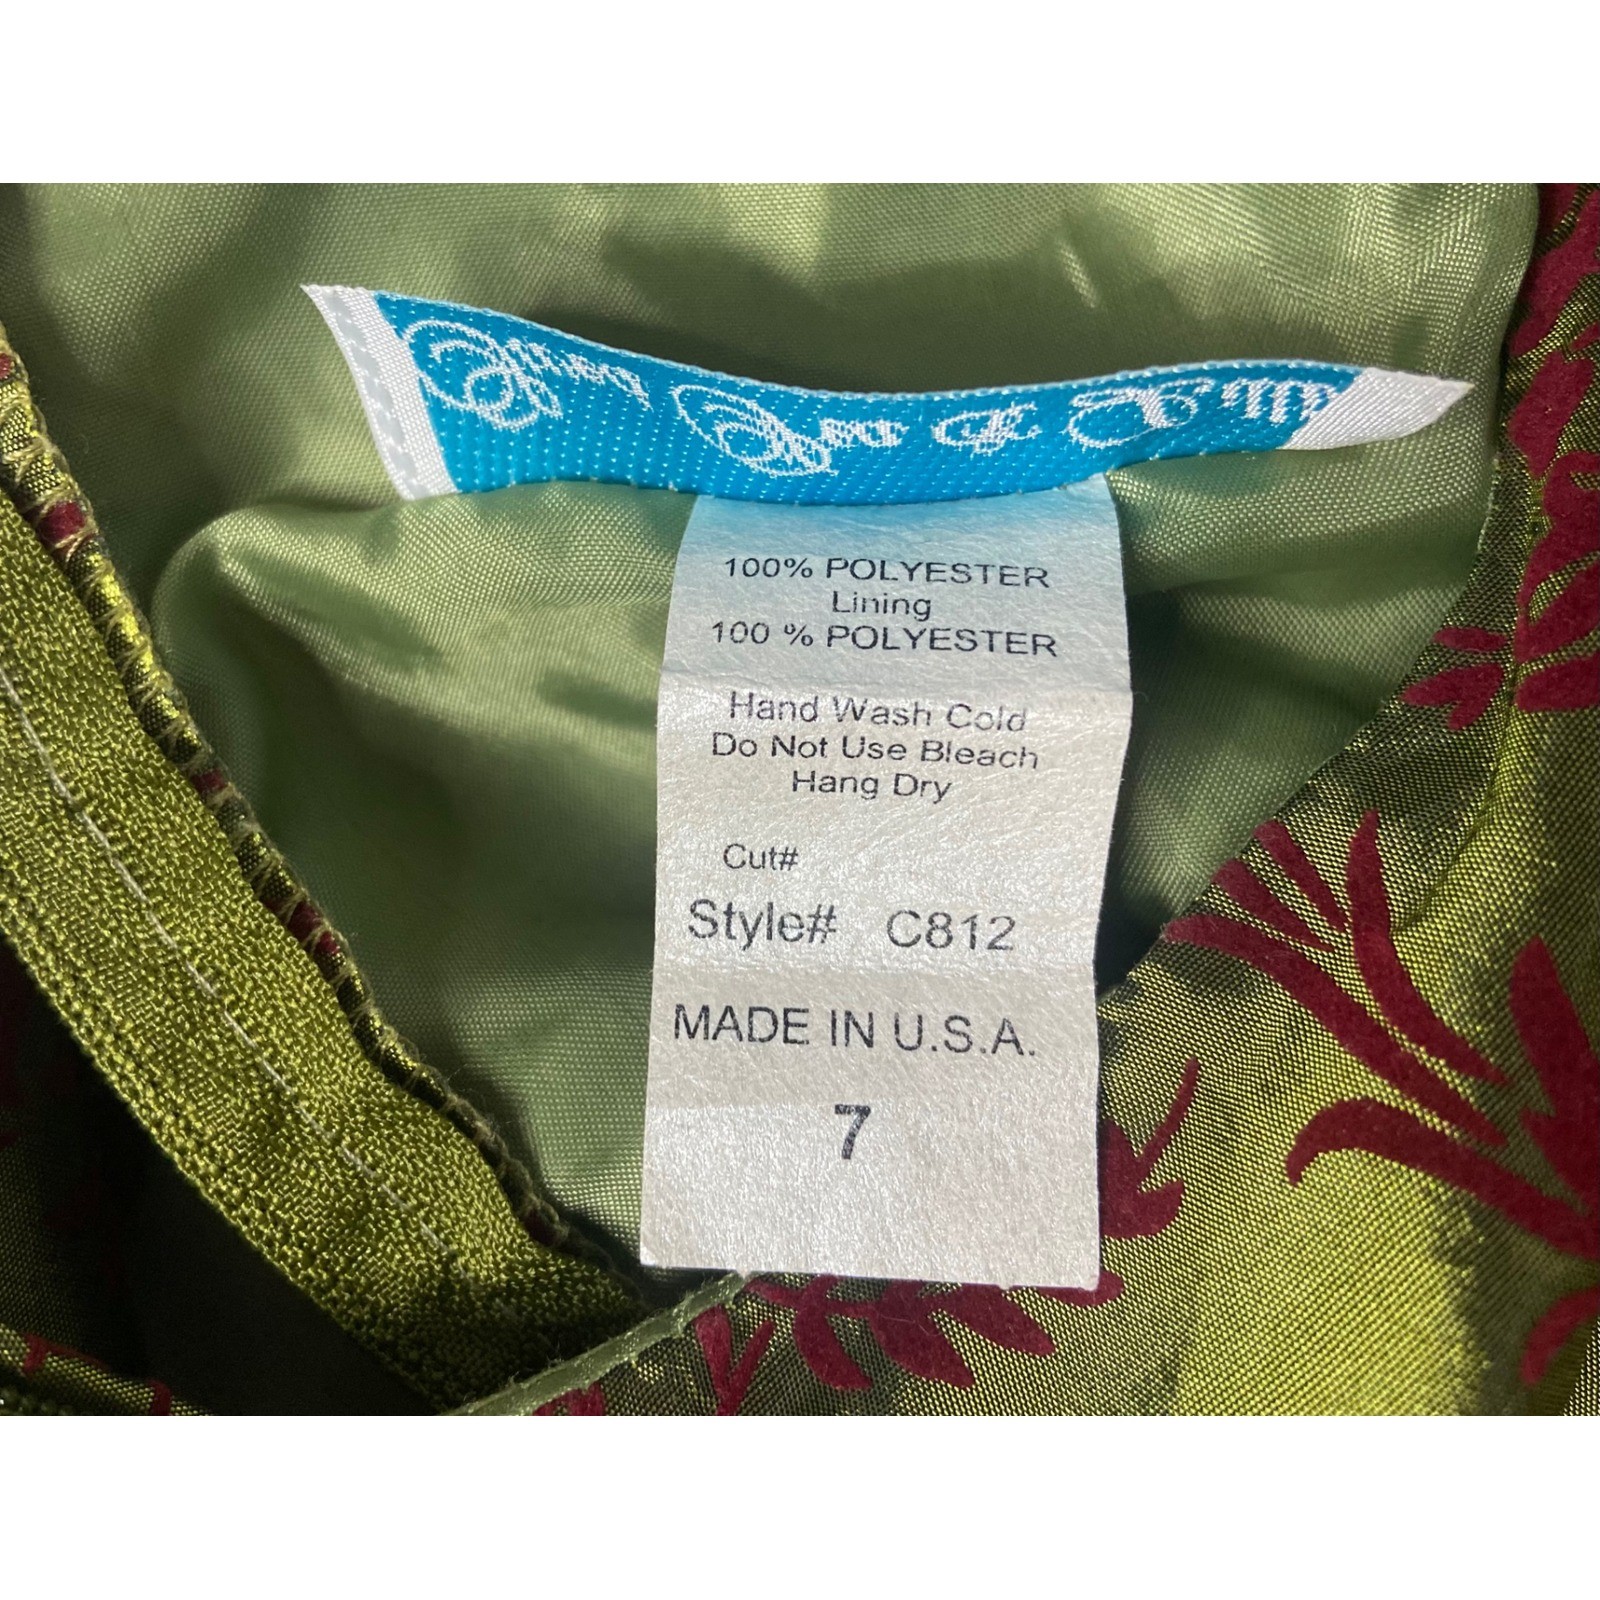 100% POLYESTER
Lining
100 % POLYESTER
Hand Wash Cold
Do Not Use Bleach
Hang Dry
Cut#
Style# C812
MADE IN U.S.A.
7